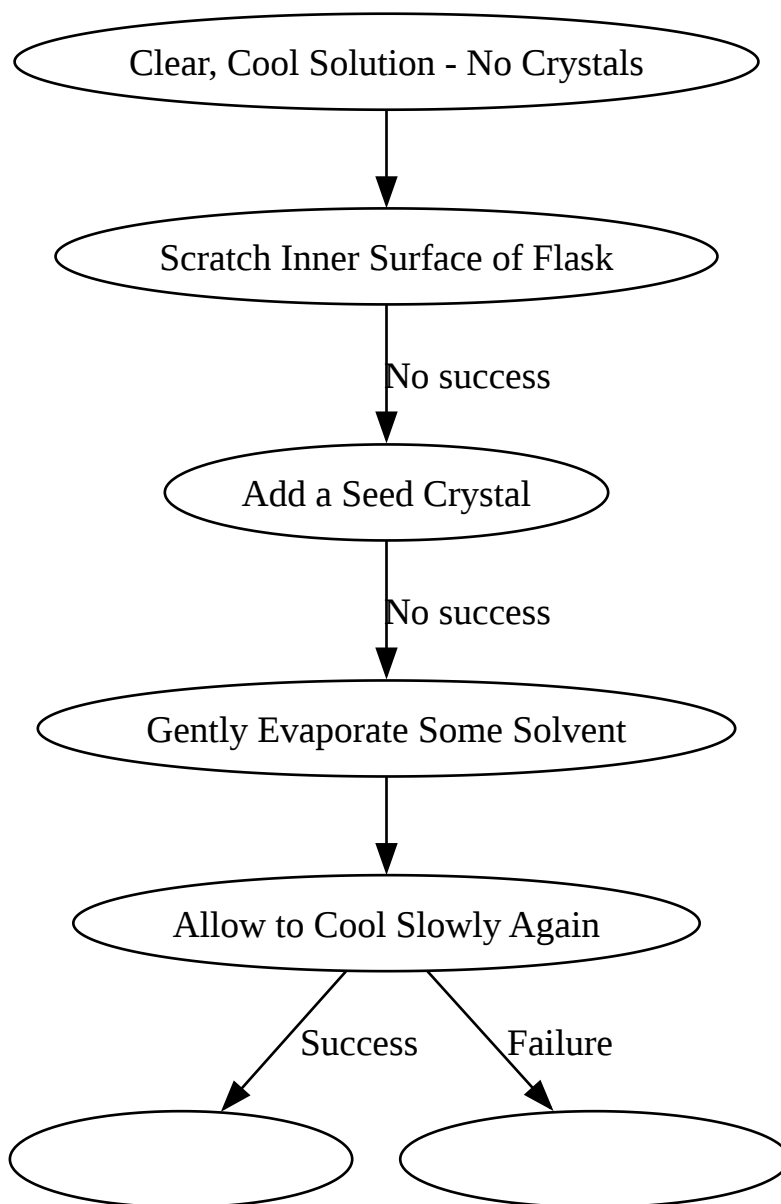 Clear, Cool Solution - No Crystals
Scratch Inner Surface of Flask
No success
Add a Seed Crystal
No success
Gently Evaporate Some Solvent
Allow to Cool Slowly Again
Success
Failure